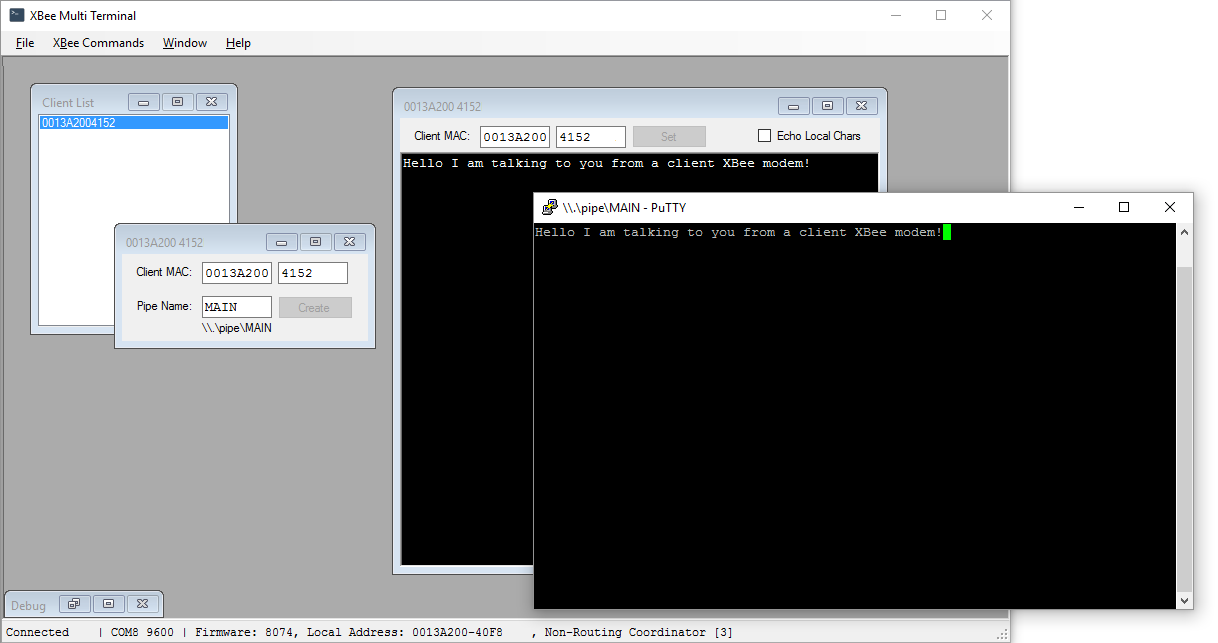 XBee Multi Terminal
File XBee Commands Window Help
Client List
0013A2004152
0013A200 4152
Client MAC: 0013A200 4152 Set Echo Local Chars
Hello I am talking to you from a client XBee modem!
\\.\pipe\MAIN - PuTTY
Hello I am talking to you from a client XBee modem!
0013A200 4152
Client MAC: 0013A200 4152
Pipe Name: MAIN Create
\\.\pipe\MAIN
Debug
Connected | COM8 9600 | Firmware: 8074, Local Address: 0013A200-40F8 , Non-Routing Coordinator [3]